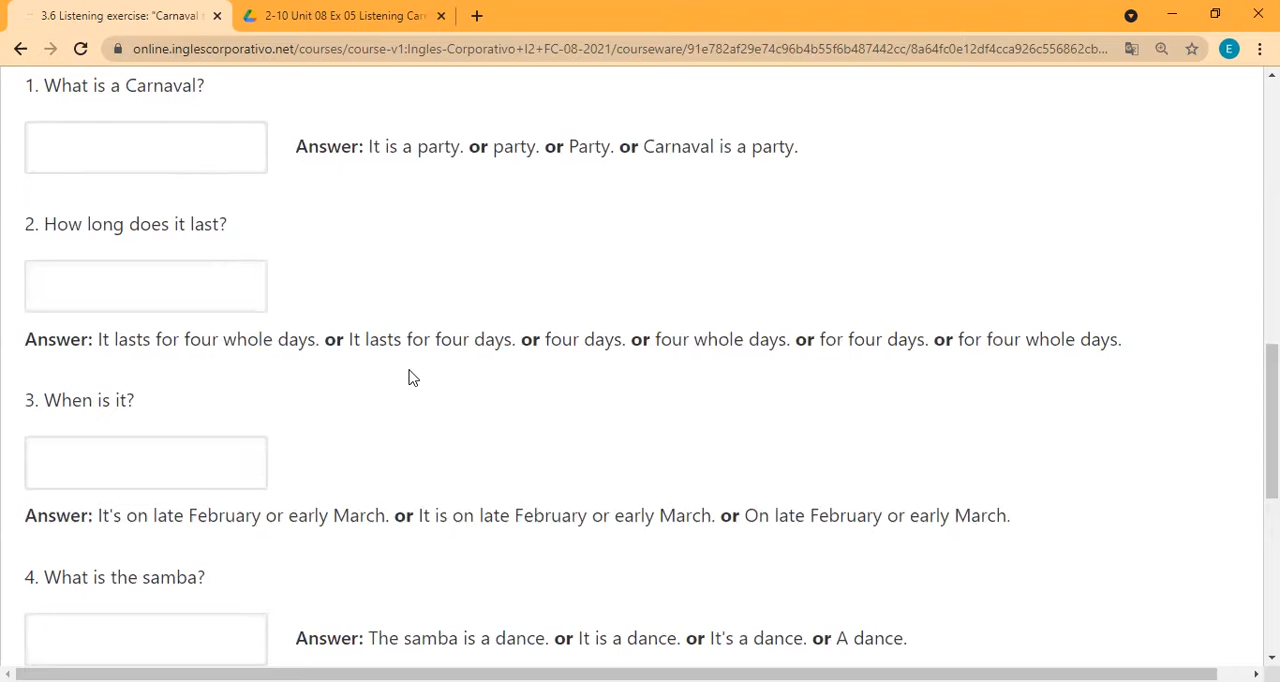 3.6 Listening exercise: "Carnaval
2-10 Unit 08 Ex 05 Listening Car
online.inglescorporativo.net/courses/course-v1:Ingles-Corporativo+I2+FC-08-2021/courseware/91e782af29e74c96b4b55f6b487442cc/8a64fc0e12df4cca926c556862cb...
E
1. What is a Carnaval?
Answer: It is a party. or party. or Party. or Carnaval is a party.
2. How long does it last?
Answer: It lasts for four whole days. or It lasts for four days. or four days. or four whole days. or for four days. or for four whole days.
3. When is it?
Answer: It's on late February or early March. or It is on late February or early March. or On late February or early March.
4. What is the samba?
Answer: The samba is a dance. or It is a dance. or It's a dance. or A dance.